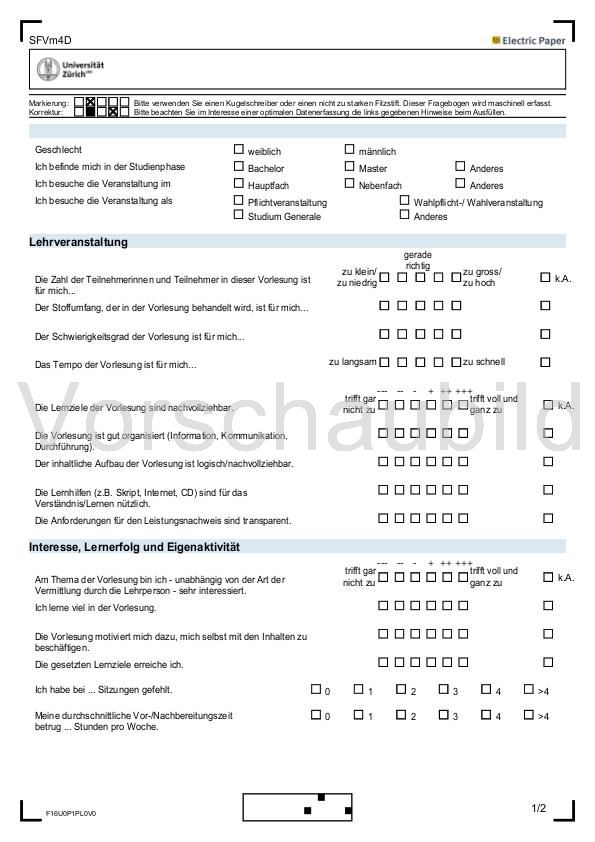 SFVm4D
Electric Paper
Universität
Zürich
Markierung: Bitte verwenden Sie einen Kugelschreiber oder einen nicht zu starken Filzstift. Dieser Fragebogen wird maschinell erfasst.
Korrektur: Bitte beachten Sie im Interesse einer optimalen Datenerfassung die links gegebenen Hinweise beim Ausfüllen.
Geschlecht weiblich männlich
Ich befinde mich in der Studienphase Bachelor Master Anderes
Ich besuche die Veranstaltung im Hauptfach Nebenfach Anderes
Ich besuche die Veranstaltung als Pflichtveranstaltung Wahlpflicht-/ Wahlveranstaltung
Studium Generale Anderes
Lehrveranstaltung
gerade
richtig
zu klein/ zu gross/
zu niedrig zu hoch
Die Zahl der Teilnehmerinnen und Teilnehmer in dieser Vorlesung ist k.A.
für mich...
Der Stoffumfang, der in der Vorlesung behandelt wird, ist für mich...
Der Schwierigkeitsgrad der Vorlesung ist für mich...
Das Tempo der Vorlesung ist für mich... zu langsam zu schnell
--- -- - + ++ +++
trifft gar trifft voll und
nicht zu ganz zu
Die Lernziele der Vorlesung sind nachvollziehbar. k.A.
Vorschaubild
Die Vorlesung ist gut organisiert (Information, Kommunikation,
Durchführung).
Der inhaltliche Aufbau der Vorlesung ist logisch/nachvollziehbar.
Die Lernhilfen (z.B. Skript, Internet, CD) sind für das
Verständnis/Lernen nützlich.
Die Anforderungen für den Leistungsnachweis sind transparent.
Interesse, Lernerfolg und Eigenaktivität
--- -- - + ++ +++
trifft gar trifft voll und
nicht zu ganz zu
Am Thema der Vorlesung bin ich - unabhängig von der Art der k.A.
Vermittlung durch die Lehrperson - sehr interessiert.
Ich lerne viel in der Vorlesung.
Die Vorlesung motiviert mich dazu, mich selbst mit den Inhalten zu
beschäftigen.
Die gesetzten Lernziele erreiche ich.
Ich habe bei ... Sitzungen gefehlt. 0 1 2 3 4 >4
Meine durchschnittliche Vor-/Nachbereitungszeit 0 1 2 3 4 >4
betrug ... Stunden pro Woche.
F16U0P1PL0V0
1/2